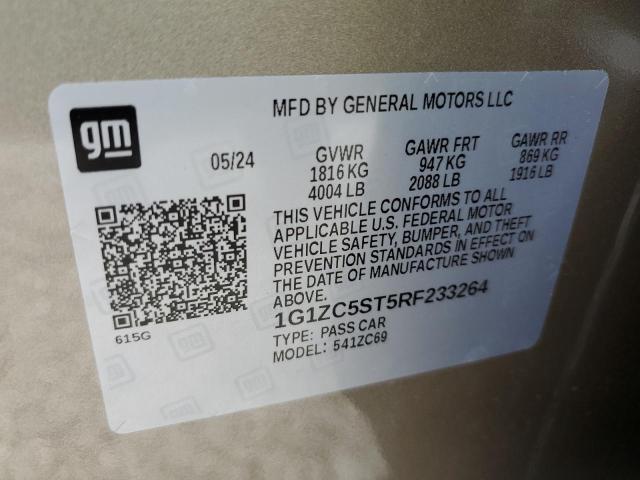 gm
MFD BY GENERAL MOTORS LLC
05/24
GVWR
1816 KG
4004 LB
GAWR FRT
947 KG
2088 LB
GAWR RR
869 KG
1916 LB
THIS VEHICLE CONFORMS TO ALL
APPLICABLE U.S. FEDERAL MOTOR
VEHICLE SAFETY, BUMPER, AND THEFT
PREVENTION STANDARDS IN EFFECT ON
THE DATE OF MANUFACTURE SHOWN
ABOVE.
1G1ZC5ST5RF233264
TYPE: PASS CAR
MODEL: 541ZC69
615G